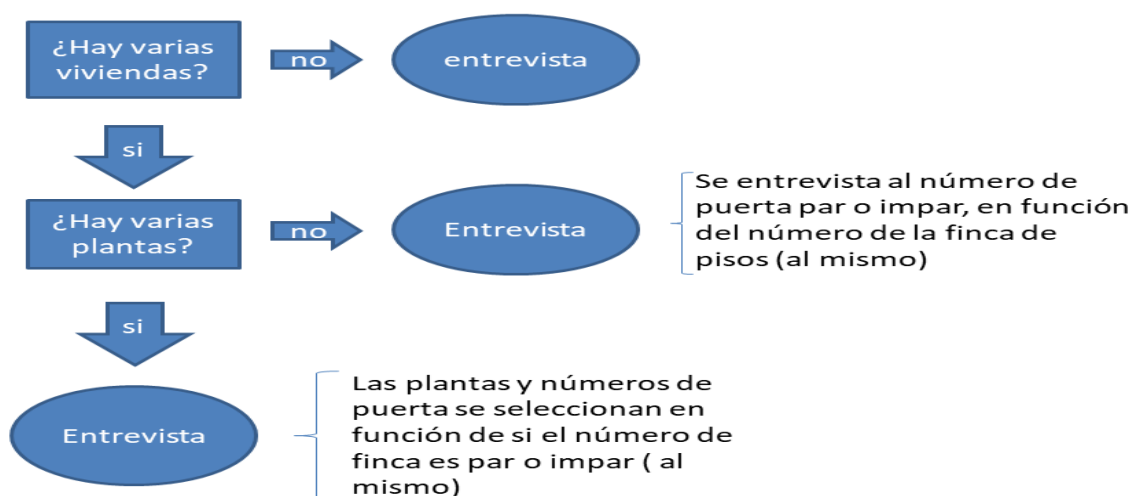 ¿Hay varias
viviendas?
no
entrevista
si
¿Hay varias
plantas?
no
Entrevista
Se entrevista al número de
puerta par o impar, en función
del número de la finca de
pisos (al mismo)
si
Entrevista
Las plantas y números de
puerta se seleccionan en
función de si el número de
finca es par o impar ( al
mismo)